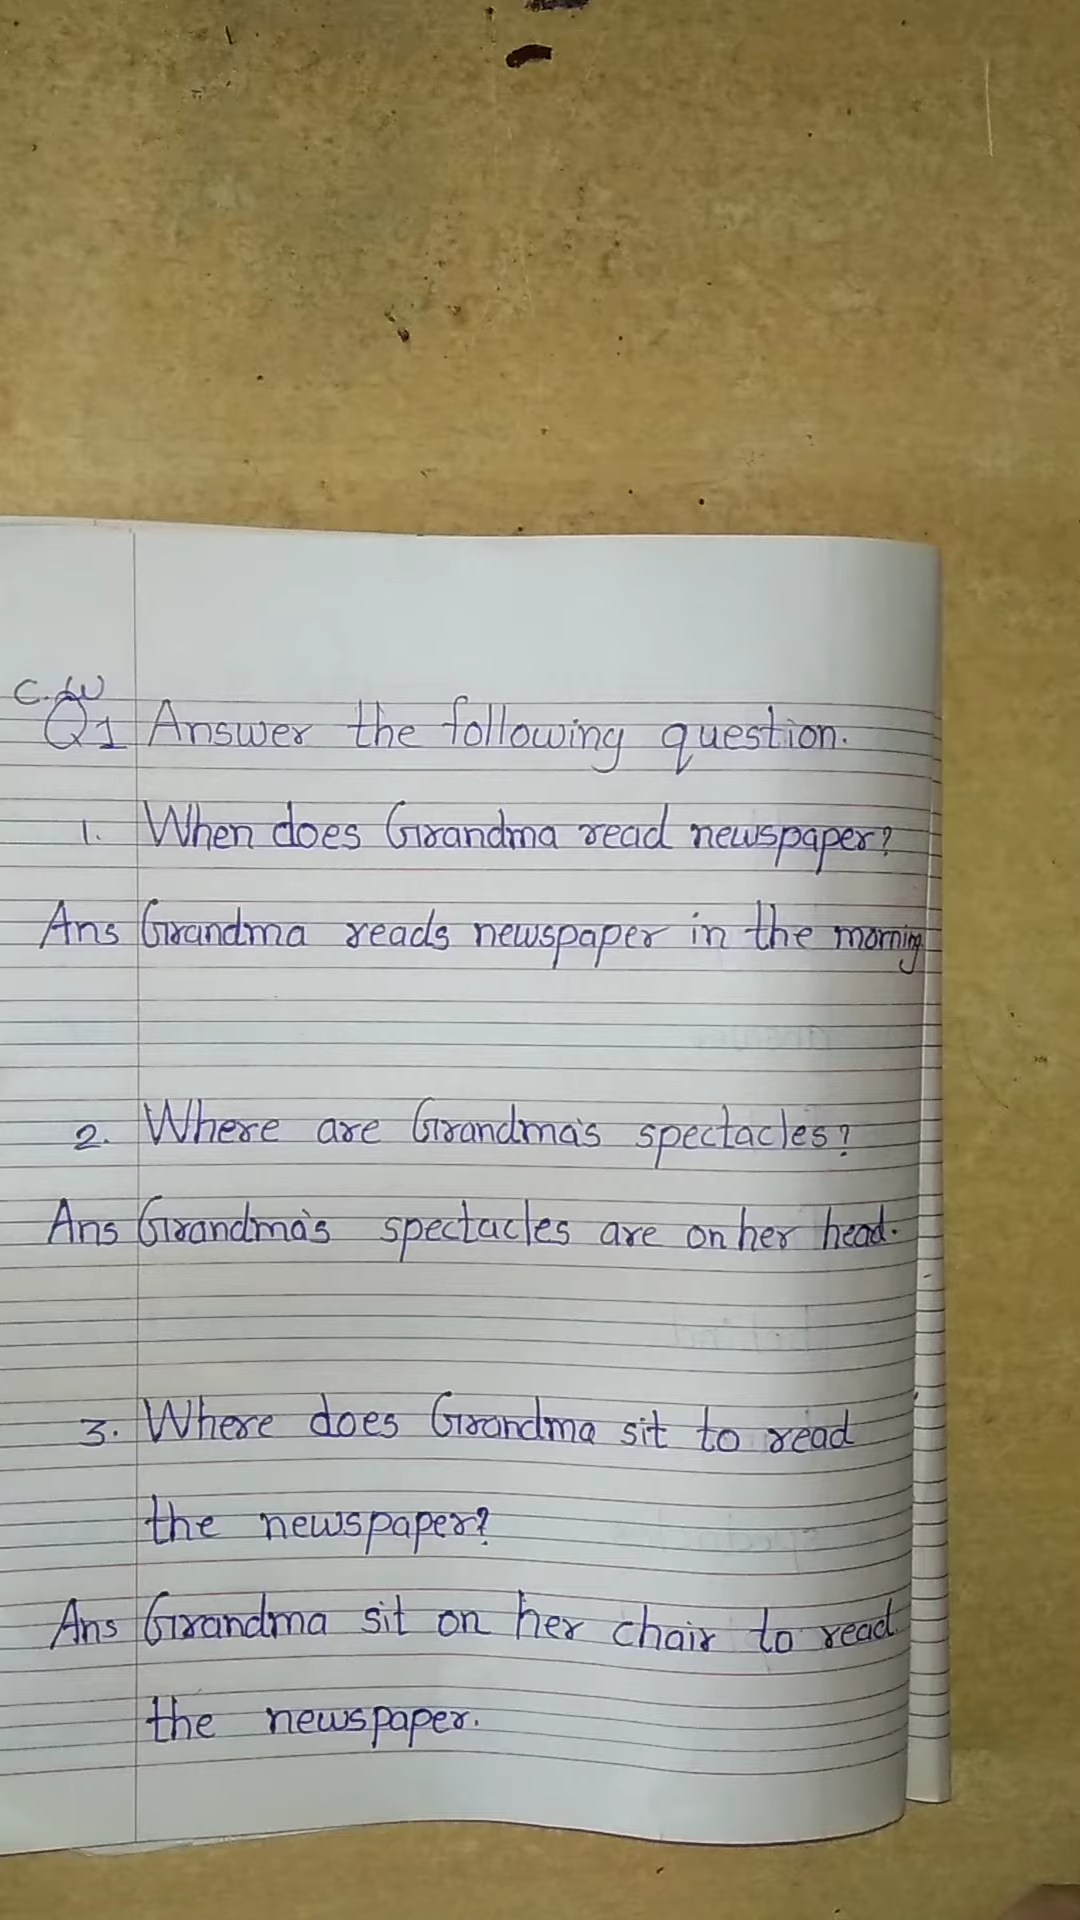 C.W
Q1 Answer the following question.
1. When does Grandma read newspaper?
Ans Grandma reads newspaper in the morning
2. Where are Grandma's spectacles?
Ans Grandma's spectacles are on her head.
3. Where does Grandma sit to read
the newspaper?
Ans Grandma sit on her chair to read
the newspaper.